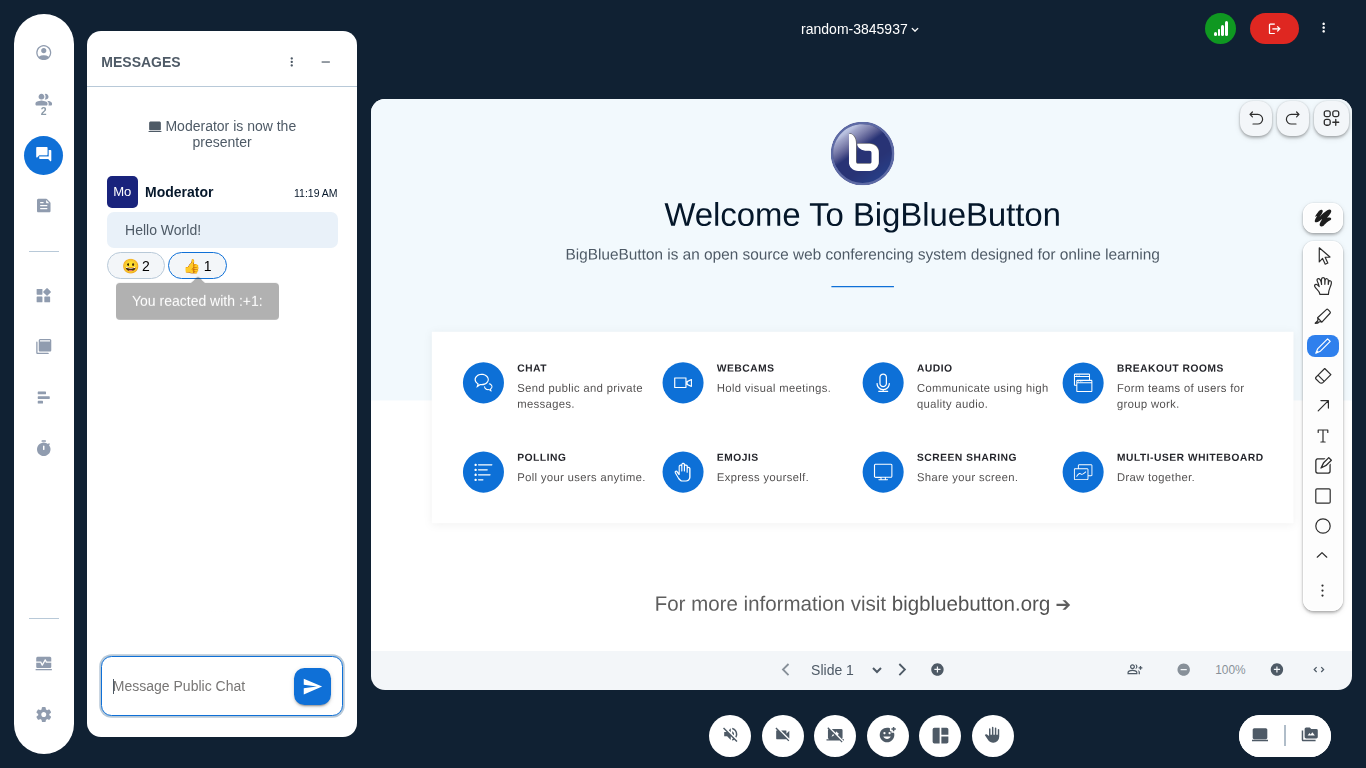 random-3845937
2
MESSAGES
Moderator is now the
presenter
Mo
Moderator
11:19 AM
Hello World!
😀 2
👍 1
You reacted with :+1:
Message Public Chat
Welcome To BigBlueButton
BigBlueButton is an open source web conferencing system designed for online learning
CHAT
Send public and private
messages.
WEBCAMS
Hold visual meetings.
AUDIO
Communicate using high
quality audio.
BREAKOUT ROOMS
Form teams of users for
group work.
POLLING
Poll your users anytime.
EMOJIS
Express yourself.
SCREEN SHARING
Share your screen.
MULTI-USER WHITEBOARD
Draw together.
For more information visit bigbluebutton.org ➔
Slide 1
100%